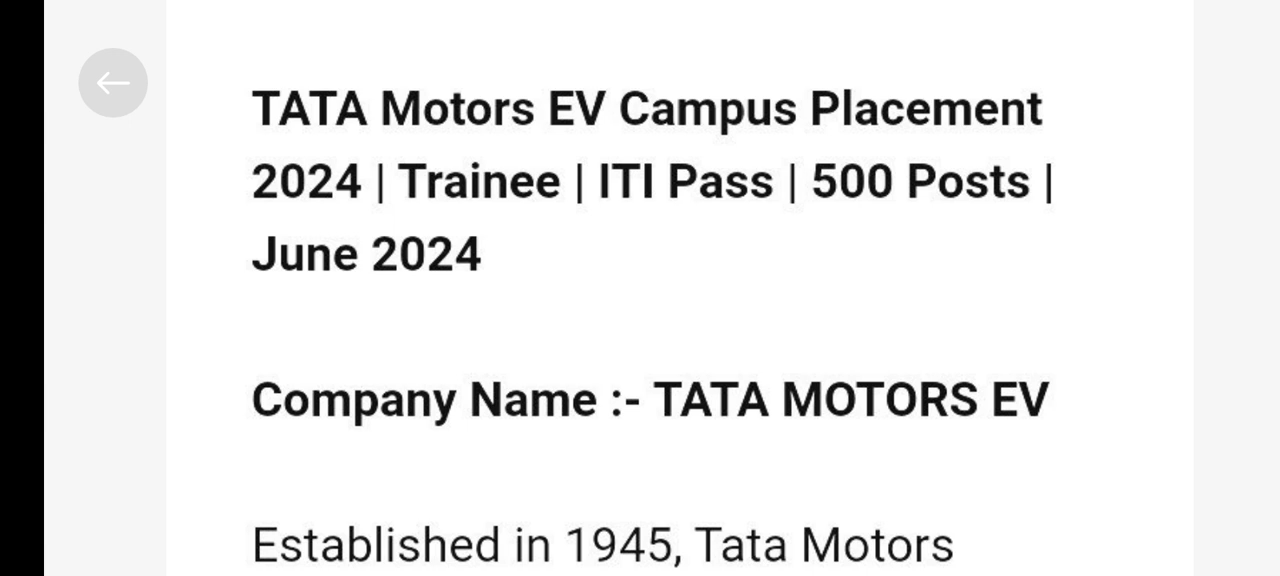 TATA Motors EV Campus Placement
2024 | Trainee | ITI Pass | 500 Posts |
June 2024
Company Name :- TATA MOTORS EV
Established in 1945, Tata Motors